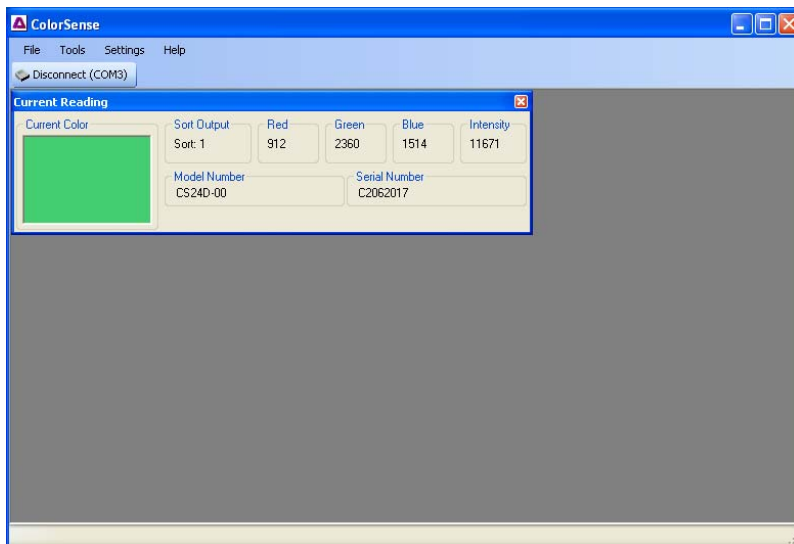 ColorSense
File Tools Settings Help
Disconnect (COM3)
Current Reading
Current Color Sort Output Red Green Blue Intensity
Sort: 1 912 2360 1514 11671
Model Number Serial Number
CS24D-00 C2062017